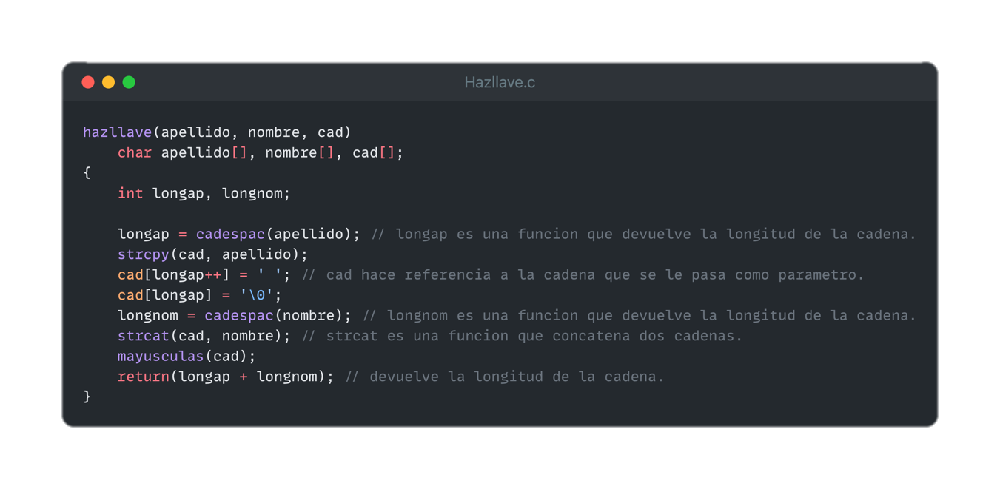 Hazllave.c
hazllave(apellido, nombre, cad)
    char apellido[], nombre[], cad[];
{
    int longap, longnom;

    longap = cadespac(apellido); // longap es una funcion que devuelve la longitud de la cadena.
    strcpy(cad, apellido);
    cad[longap++] = ' '; // cad hace referencia a la cadena que se le pasa como parametro.
    cad[longap] = '\0';
    longnom = cadespac(nombre); // longnom es una funcion que devuelve la longitud de la cadena.
    strcat(cad, nombre); // strcat es una funcion que concatena dos cadenas.
    mayusculas(cad);
    return(longap + longnom); // devuelve la longitud de la cadena.
}